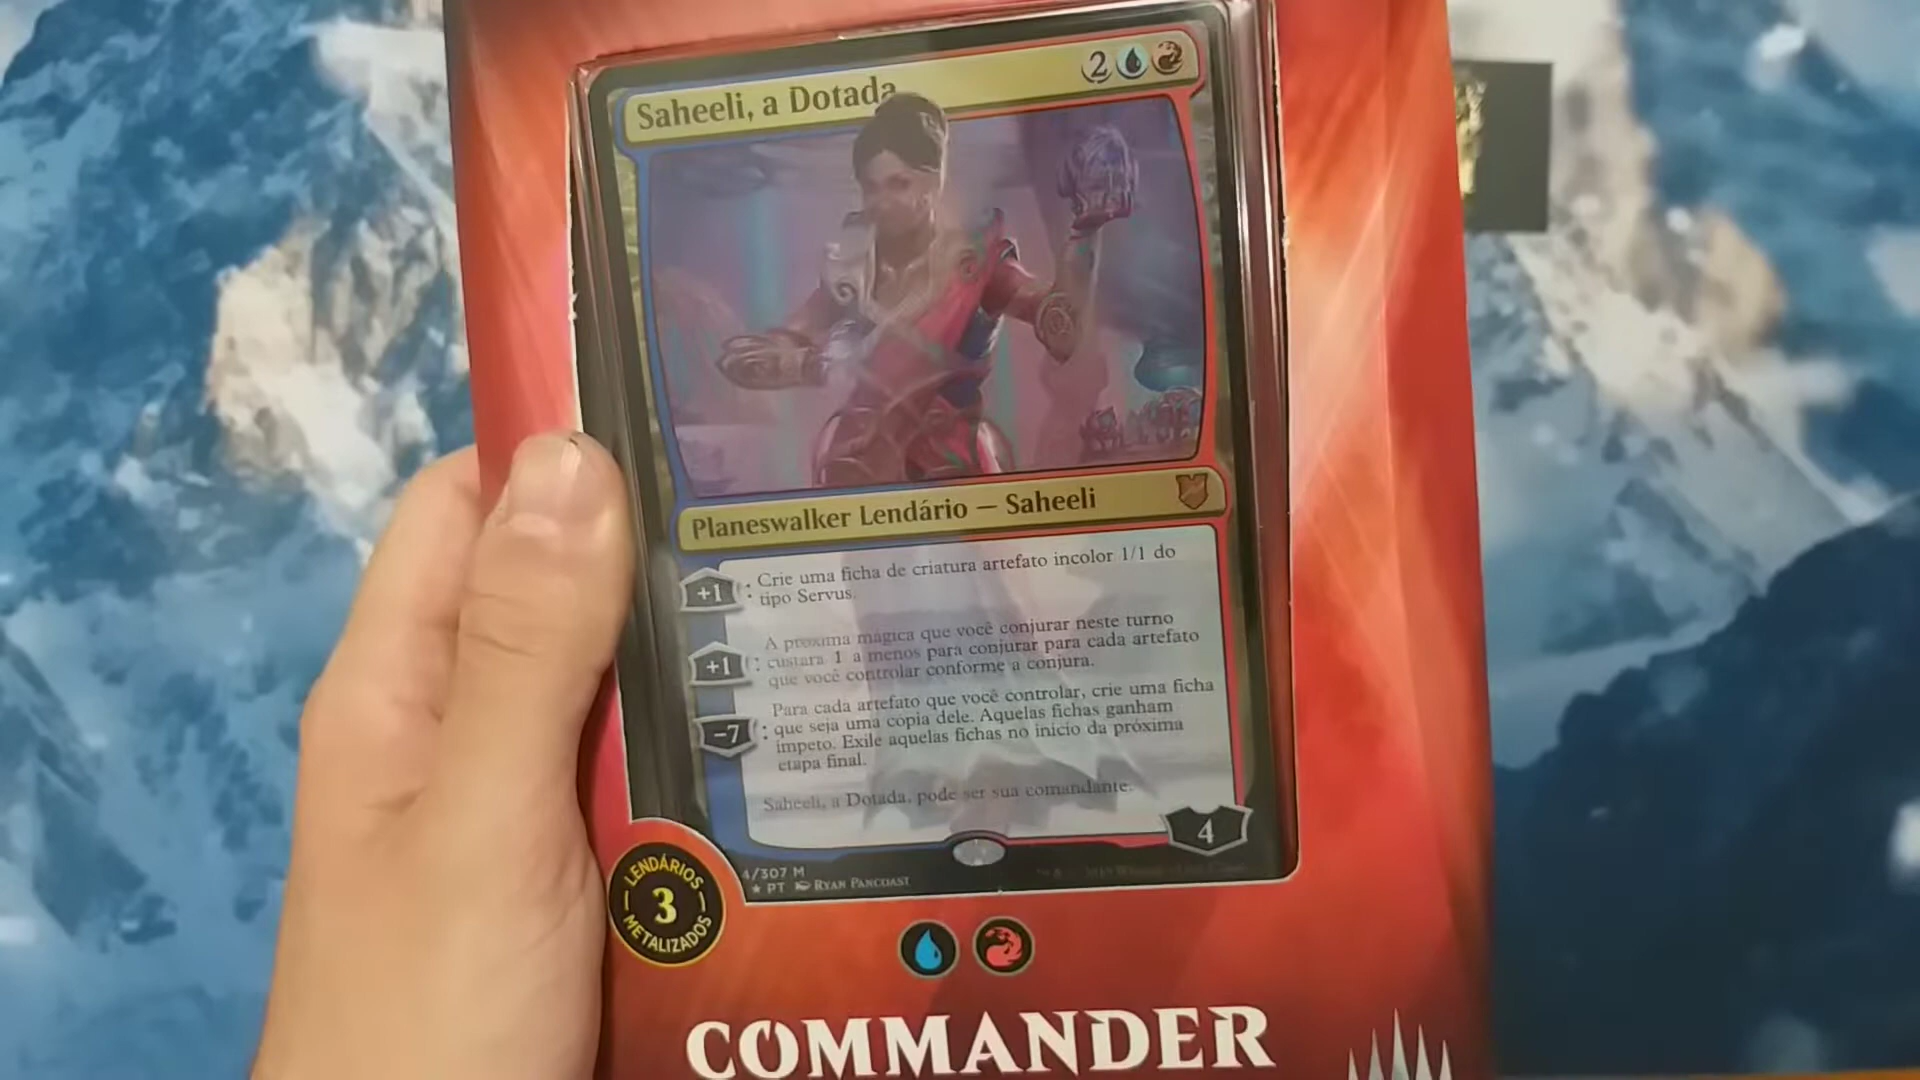 Saheeli, a Dotada
2
Planeswalker Lendário — Saheeli
+1: Crie uma ficha de criatura artefato incolor 1/1 do
tipo Servus.
+1: A próxima mágica que você conjurar neste turno
custará 1 a menos para conjurar para cada artefato
que você controlar conforme a conjura.
-7: Para cada artefato que você controlar, crie uma ficha
que seja uma cópia dele. Aquelas fichas ganham
ímpeto. Exile aquelas fichas no início da próxima
etapa final.
Saheeli, a Dotada, pode ser sua comandante.
4
4/307 M
★ PT RYAN PANCOAST
LENDÁRIOS
3
METALIZADOS
COMMANDER